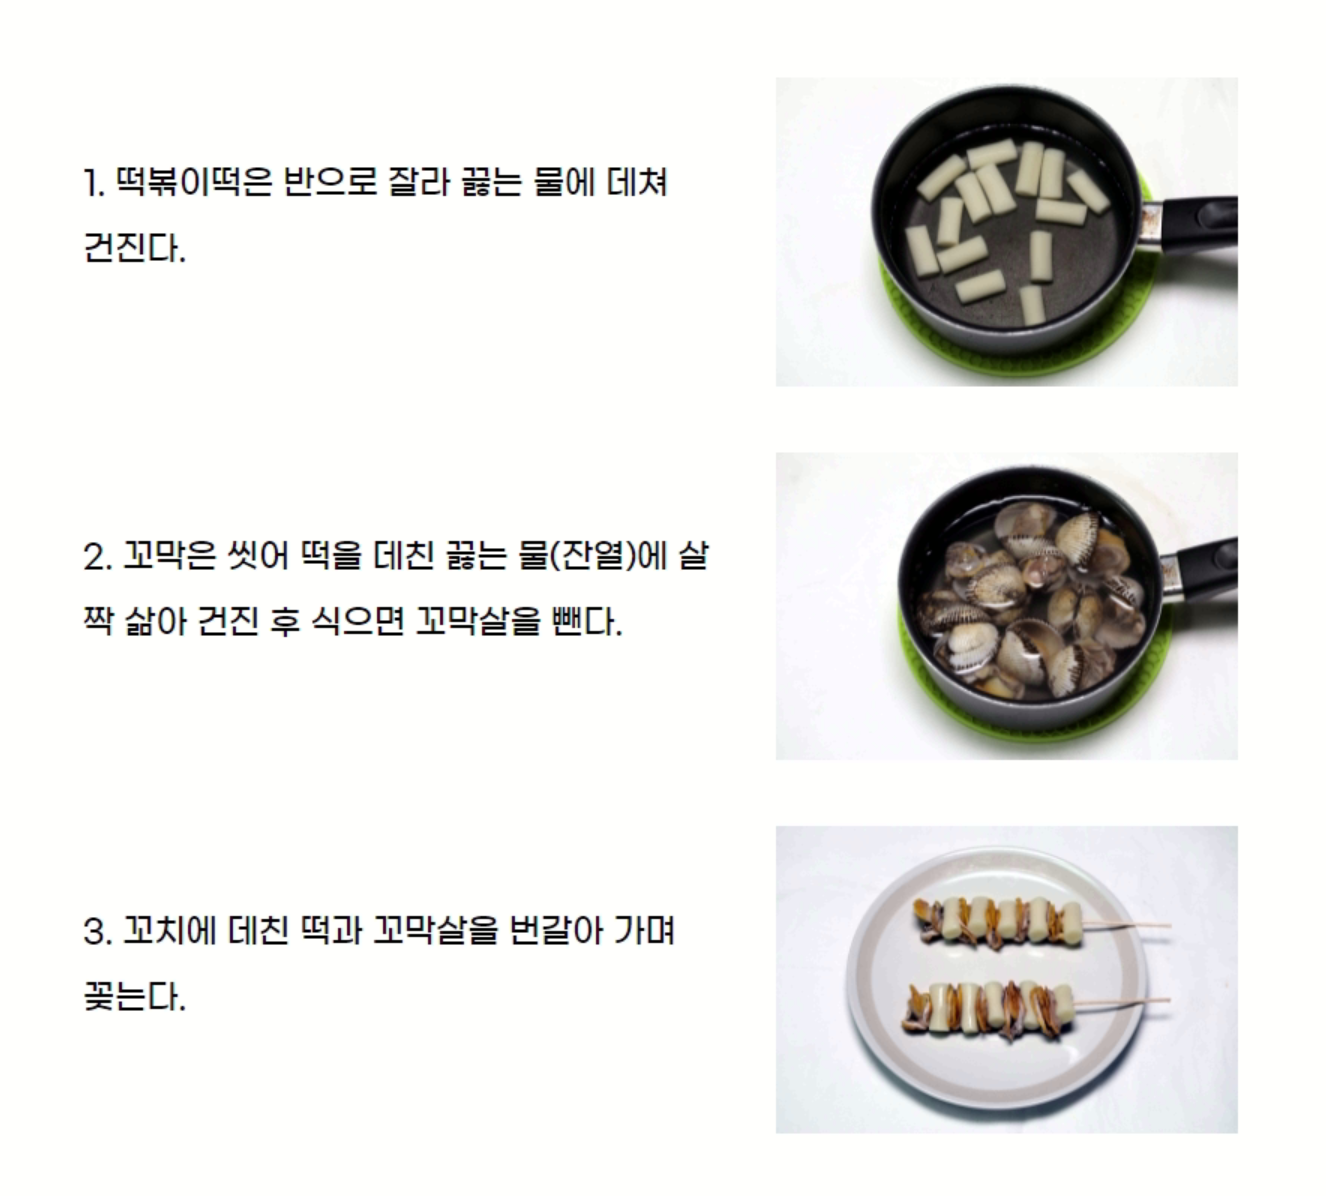 1. 떡볶이떡은 반으로 잘라 끓는 물에 데쳐
건진다.
2. 꼬막은 씻어 떡을 데친 끓는 물(잔열)에 살
짝 삶아 건진 후 식으면 꼬막살을 뺀다.
3. 꼬치에 데친 떡과 꼬막살을 번갈아 가며
꽂는다.